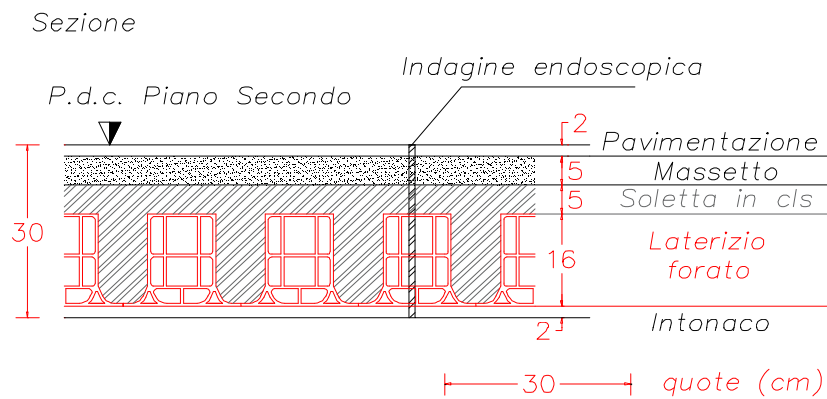 Sezione
Indagine endoscopica
P.d.c. Piano Secondo
2
Pavimentazione
5
Massetto
5
Soletta in cls
30
16
Laterizio
forato
2
Intonaco
30
quote (cm)